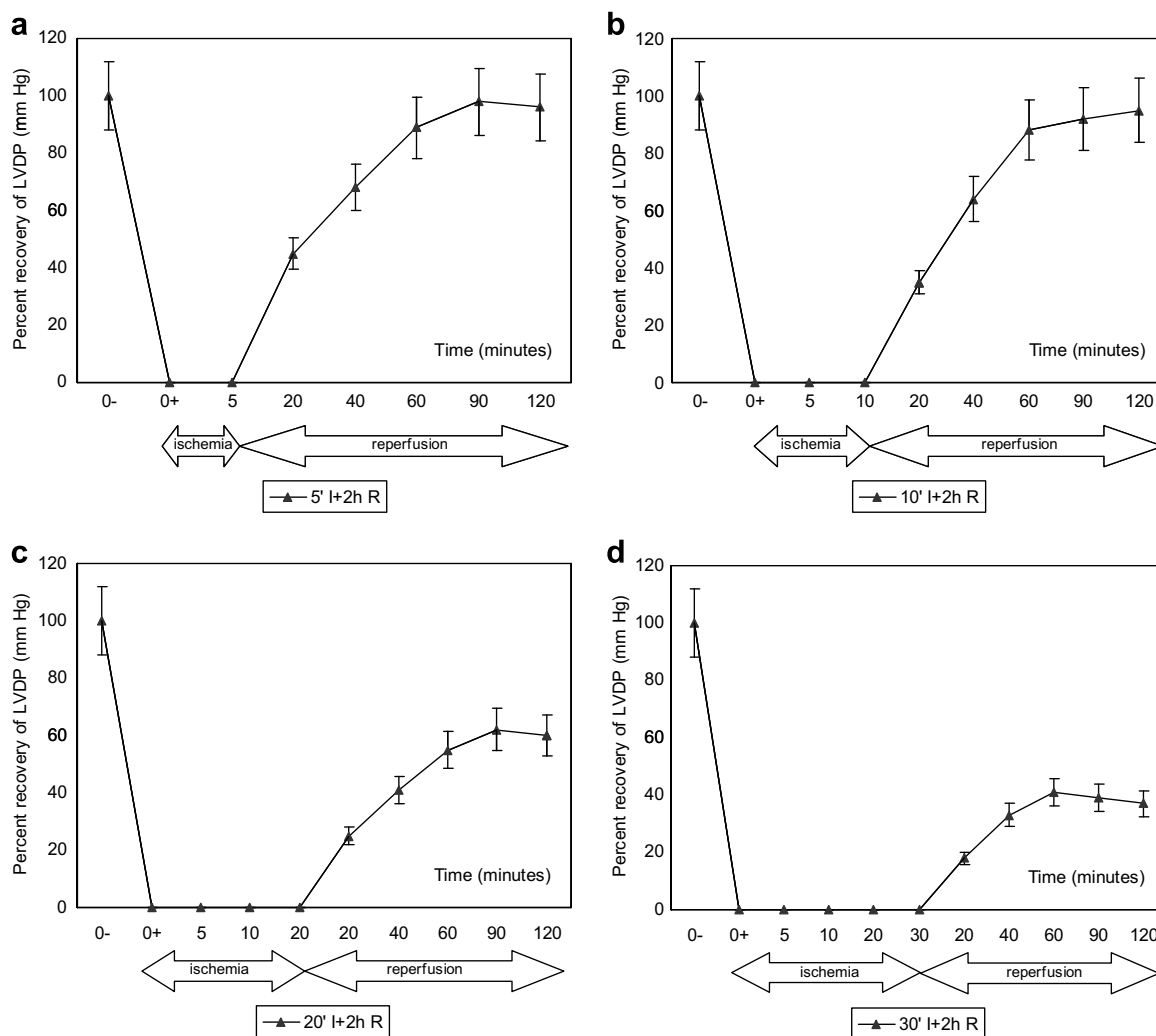 a
Percent recovery of LVDP (mm Hg)
120
100
80
60
40
20
0
Time (minutes)
0- 0+ 5 20 40 60 90 120
ischemia reperfusion
5' I+2h R
b
Percent recovery of LVDP (mm Hg)
120
100
80
60
40
20
0
Time (minutes)
0- 0+ 5 10 20 40 60 90 120
ischemia reperfusion
10' I+2h R
c
Percent recovery of LVDP (mm Hg)
120
100
80
60
40
20
0
Time (minutes)
0- 0+ 5 10 20 20 40 60 90 120
ischemia reperfusion
20' I+2h R
d
Percent recovery of LVDP (mm Hg)
120
100
80
60
40
20
0
Time (minutes)
0- 0+ 5 10 20 30 20 40 60 90 120
ischemia reperfusion
30' I+2h R